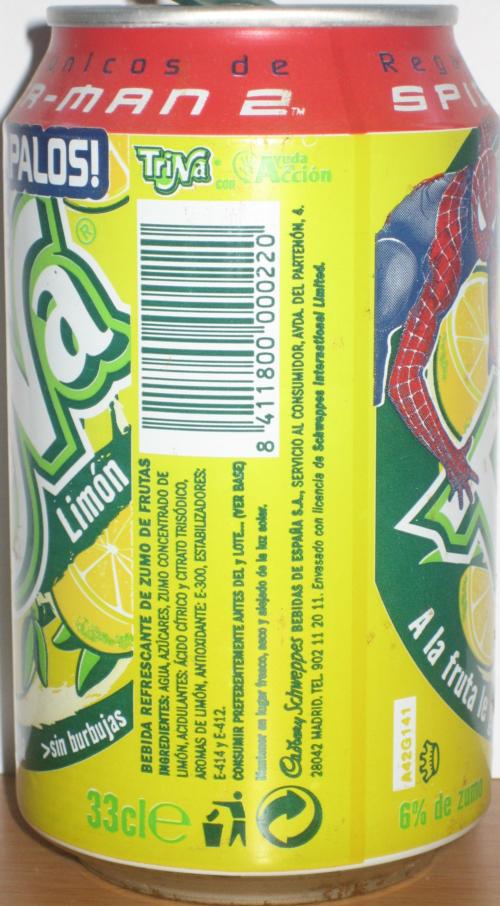 únicos de
R-MAN 2™
Reg
SPI
¡PALOS!
TriNa
con
Ayuda
Acción
a®
Limón
>sin burbujas
8 411800 000220
BEBIDA REFRESCANTE DE ZUMO DE FRUTAS
INGREDIENTES: AGUA, AZÚCARES, ZUMO CONCENTRADO DE
LIMÓN, ACIDULANTES: ÁCIDO CÍTRICO y CITRATO TRISÓDICO,
AROMAS DE LIMÓN, ANTIOXIDANTE: E-300, ESTABILIZADORES:
E-414 y E-412.
CONSUMIR PREFERENTEMENTE ANTES DEL y LOTE... (VER BASE)
Mantener en lugar fresco, seco y alejado de la luz solar.
Cadbury Schweppes BEBIDAS DE ESPAÑA S.A., SERVICIO AL CONSUMIDOR, AVDA. DEL PARTENÓN, 4.
28042 MADRID. TEL. 902 11 20 11. Envasado con licencia de Schweppes International Limited.
33cl e
A la fruta le
A42G141
6% de zumo